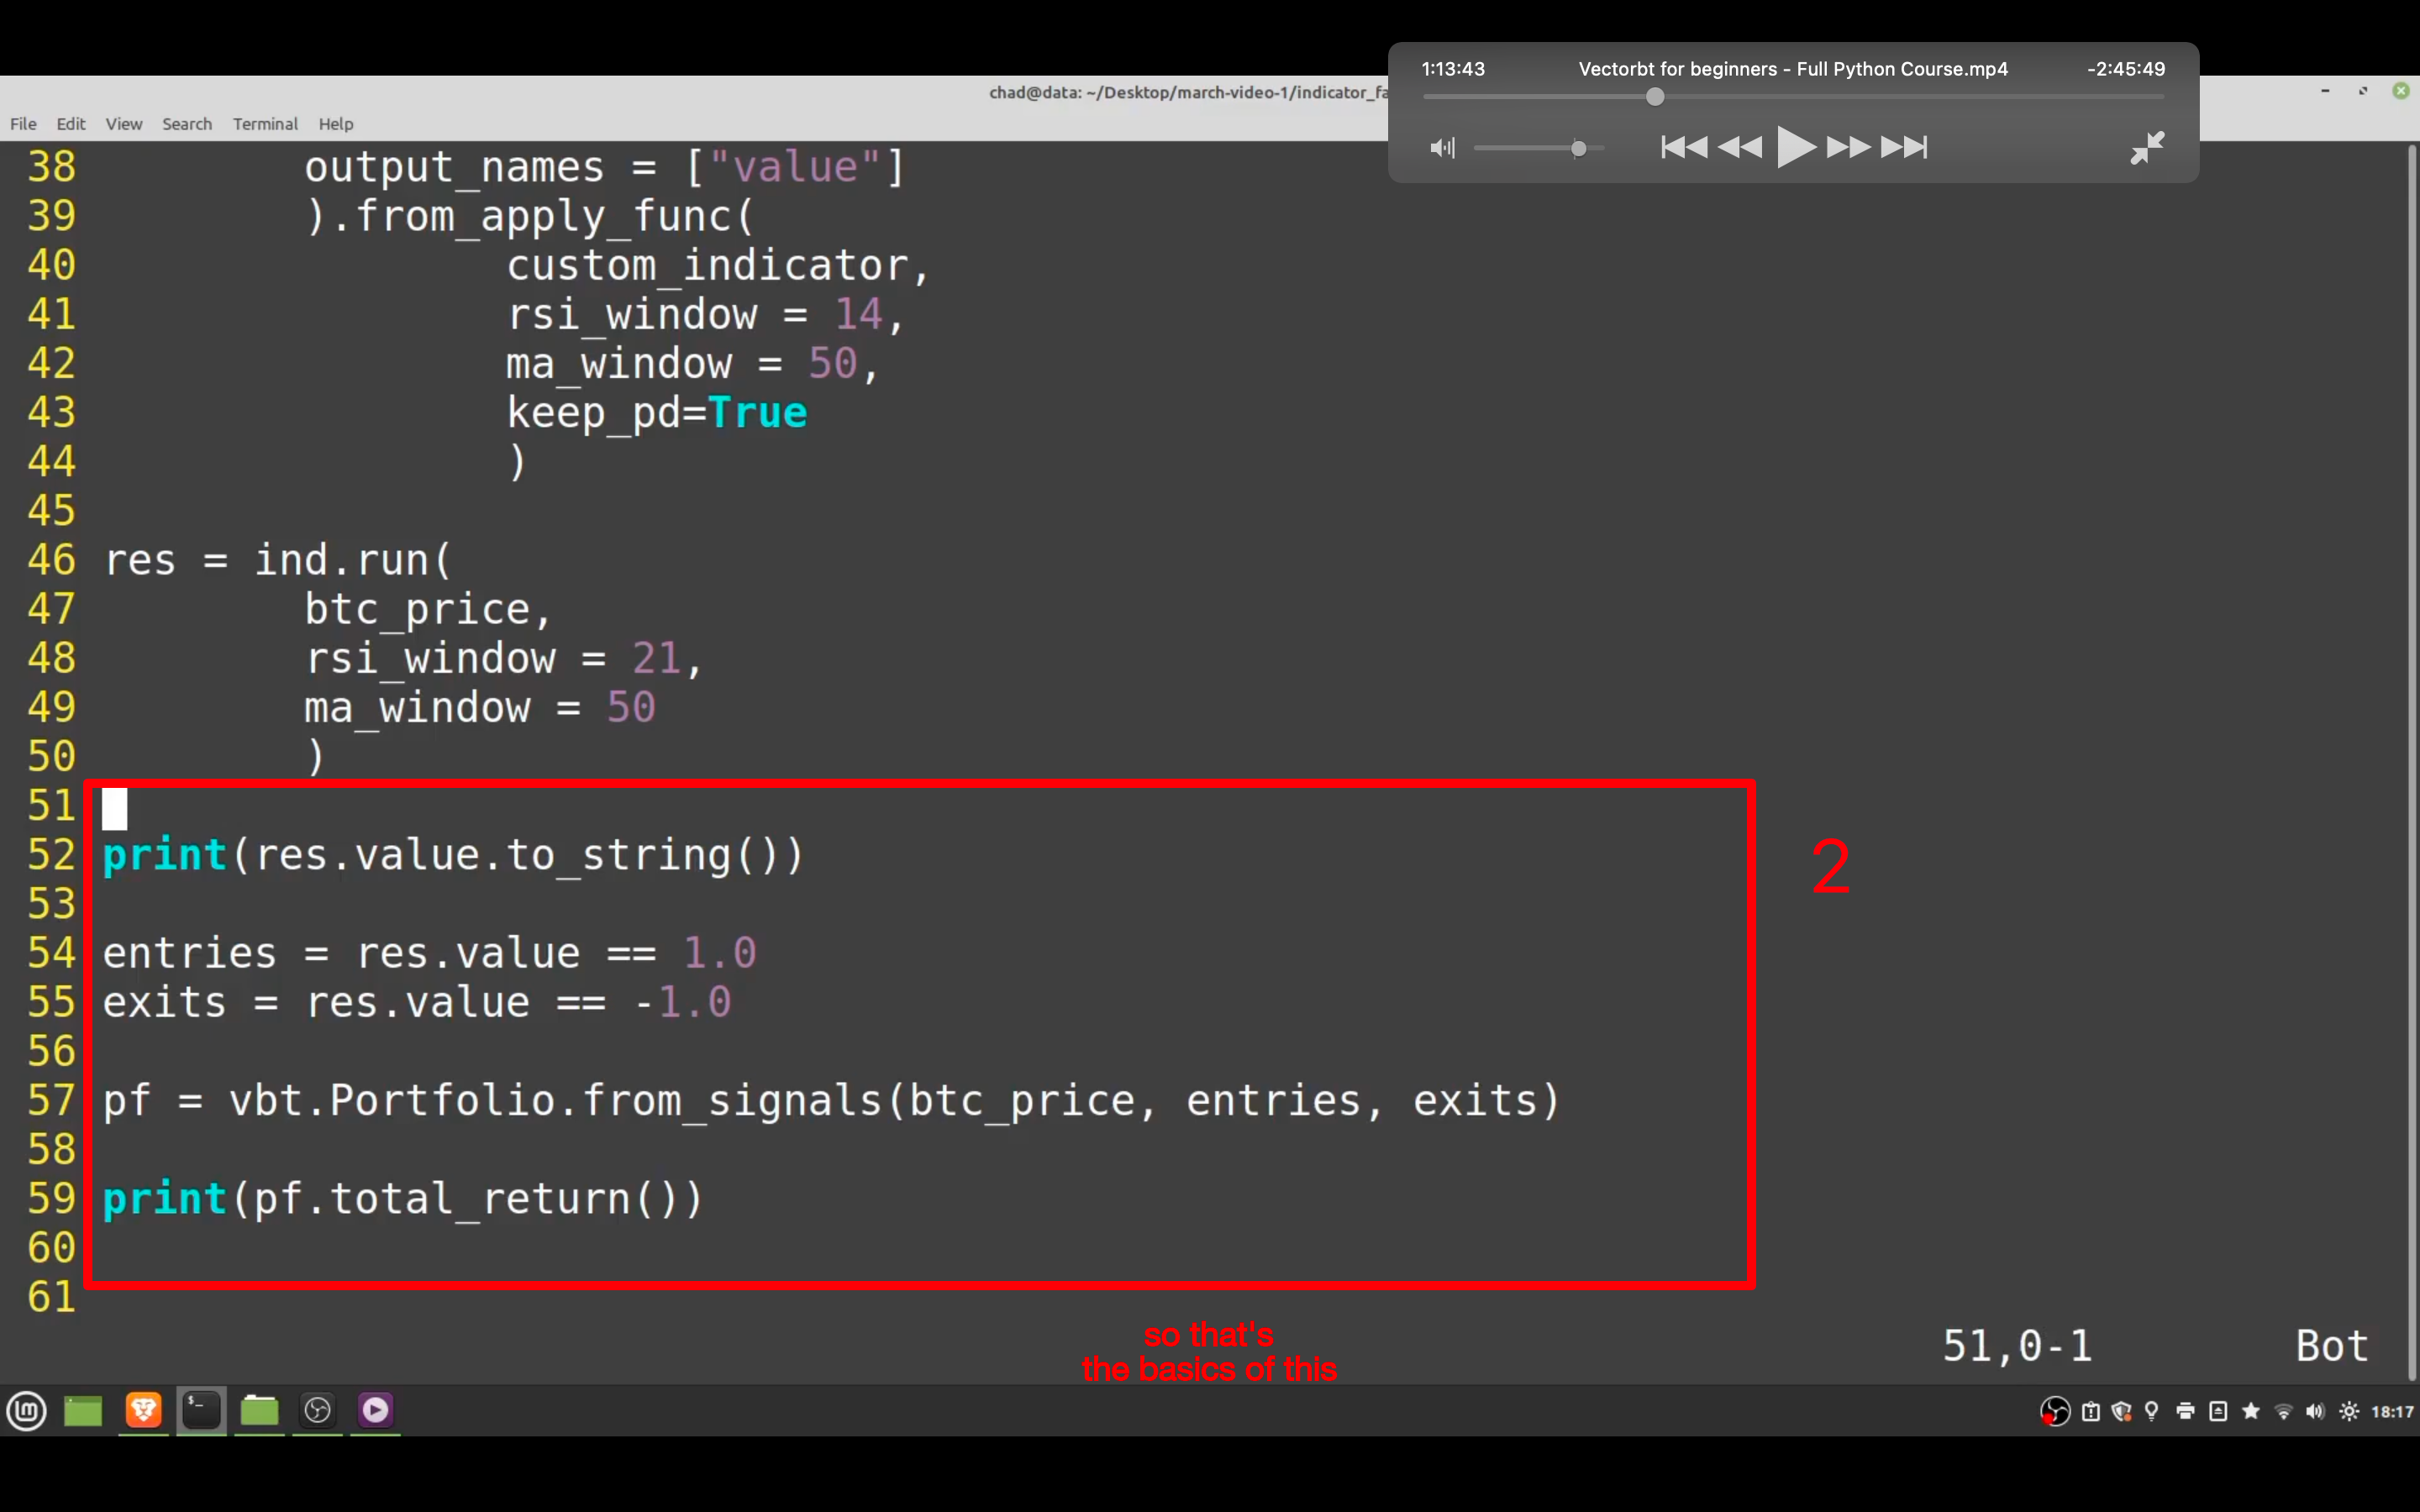 1:13:43 Vectorbt for beginners - Full Python Course.mp4 -2:45:49
chad@data: ~/Desktop/march-video-1/indicator_fa
File Edit View Search Terminal Help
38 output_names = ["value"]
39 ).from_apply_func(
40 custom_indicator,
41 rsi_window = 14,
42 ma_window = 50,
43 keep_pd=True
44 )
45
46 res = ind.run(
47 btc_price,
48 rsi_window = 21,
49 ma_window = 50
50 )
51
52 print(res.value.to_string())
2
53
54 entries = res.value == 1.0
55 exits = res.value == -1.0
56
57 pf = vbt.Portfolio.from_signals(btc_price, entries, exits)
58
59 print(pf.total_return())
60
61
so that's
the basics of this
51,0-1 Bot
18:17